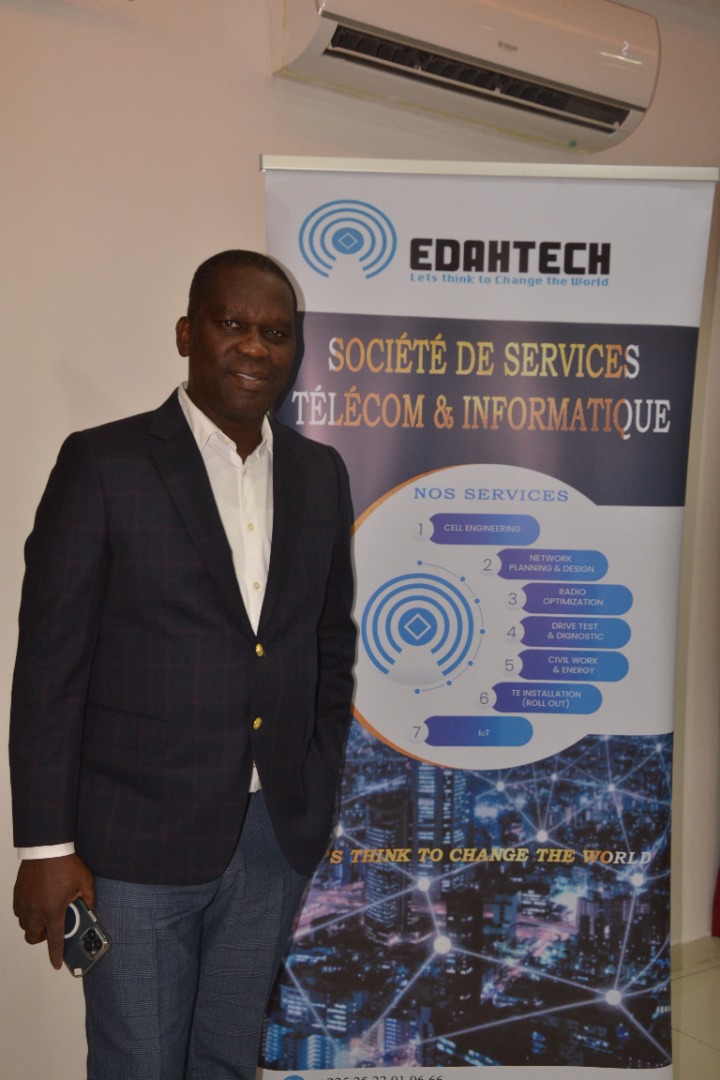 EDAHTECH
Lets think to Change the World
SOCIÉTÉ DE SERVICES
TÉLÉCOM & INFORMATIQUE
NOS SERVICES
1 CELL ENGINEERING
2 NETWORK
PLANNING & DESIGN
3 RADIO
OPTIMIZATION
4 DRIVE TEST
& DIGNOSTIC
5 CIVIL WORK
& ENERGY
6 TE INSTALLATION
(ROLL OUT)
7 IoT
'S THINK TO CHANGE THE WORLD